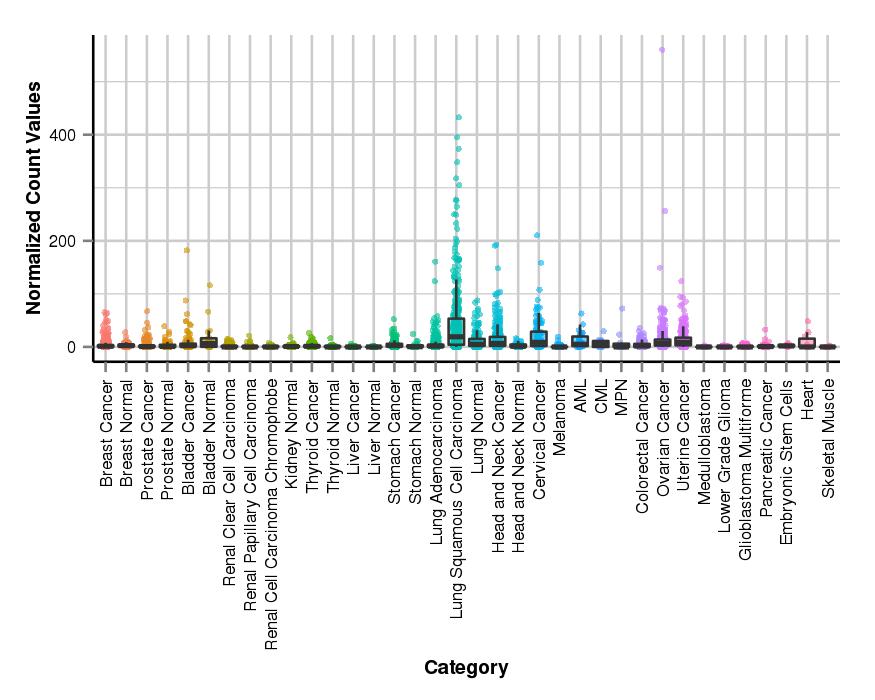 Normalized Count Values
400
200
0
Breast Cancer
Breast Normal
Prostate Cancer
Prostate Normal
Bladder Cancer
Bladder Normal
Renal Clear Cell Carcinoma
Renal Papillary Cell Carcinoma
Renal Cell Carcinoma Chromophobe
Kidney Normal
Thyroid Cancer
Thyroid Normal
Liver Cancer
Liver Normal
Stomach Cancer
Stomach Normal
Lung Adenocarcinoma
Lung Squamous Cell Carcinoma
Lung Normal
Head and Neck Cancer
Head and Neck Normal
Cervical Cancer
Melanoma
AML
CML
MPN
Colorectal Cancer
Ovarian Cancer
Uterine Cancer
Medulloblastoma
Lower Grade Glioma
Glioblastoma Multiforme
Pancreatic Cancer
Embryonic Stem Cells
Heart
Skeletal Muscle
Category